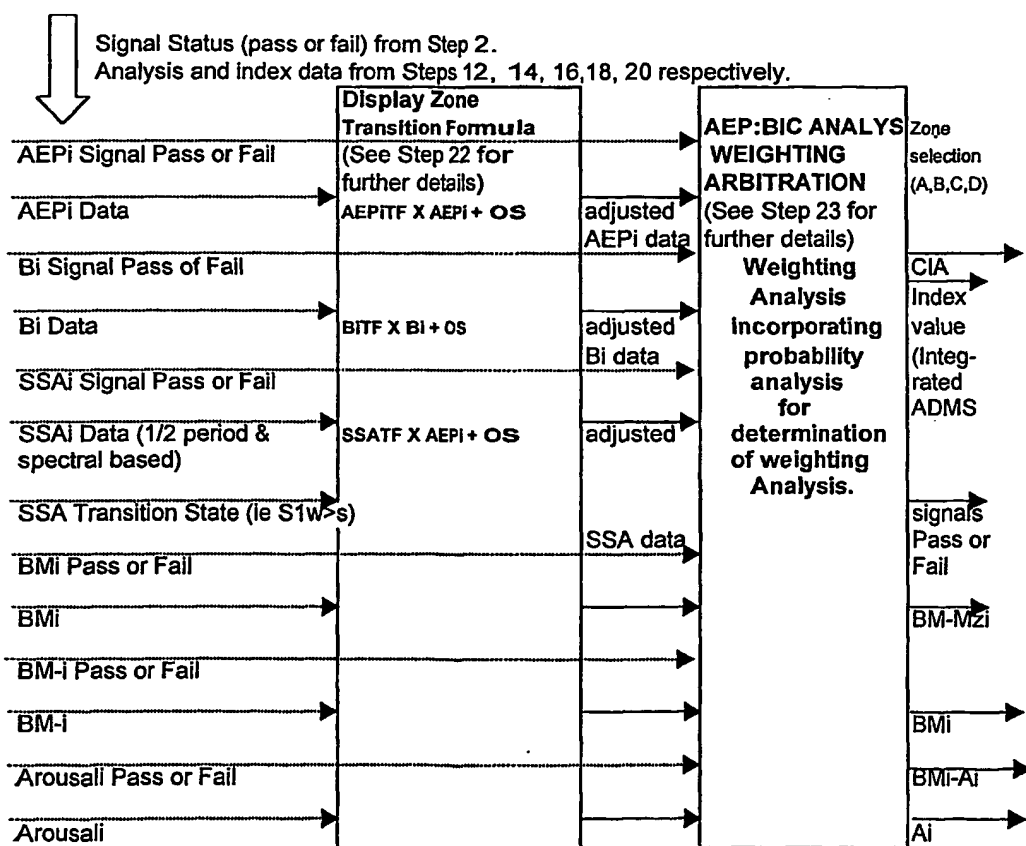 Signal Status (pass or fail) from Step 2.
Analysis and index data from Steps 12, 14, 16,18, 20 respectively.
Display Zone
Transition Formula
(See Step 22 for
further details)
AEPiTF X AEPi + OS
BITF X Bi + OS
SSATF X AEPi + OS
AEP:BIC ANALYS
WEIGHTING
ARBITRATION
(See Step 23 for
further details)
Weighting
Analysis
incorporating
probability
analysis
for
determination
of weighting
Analysis.
Zone
selection
(A,B,C,D)
AEPi Signal Pass or Fail
AEPi Data
adjusted
AEPi data
Bi Signal Pass of Fail
CIA
Index
value
(Integ-
rated
ADMS
Bi Data
adjusted
Bi data
SSAi Signal Pass or Fail
SSAi Data (1/2 period &
spectral based)
adjusted
SSA Transition State (ie S1w>s)
SSA data
signals
Pass or
Fail
BMi Pass or Fail
BMi
BM-Mzi
BM-i Pass or Fail
BM-i
BMi
Arousali Pass or Fail
BMi-Ai
Arousali
Ai